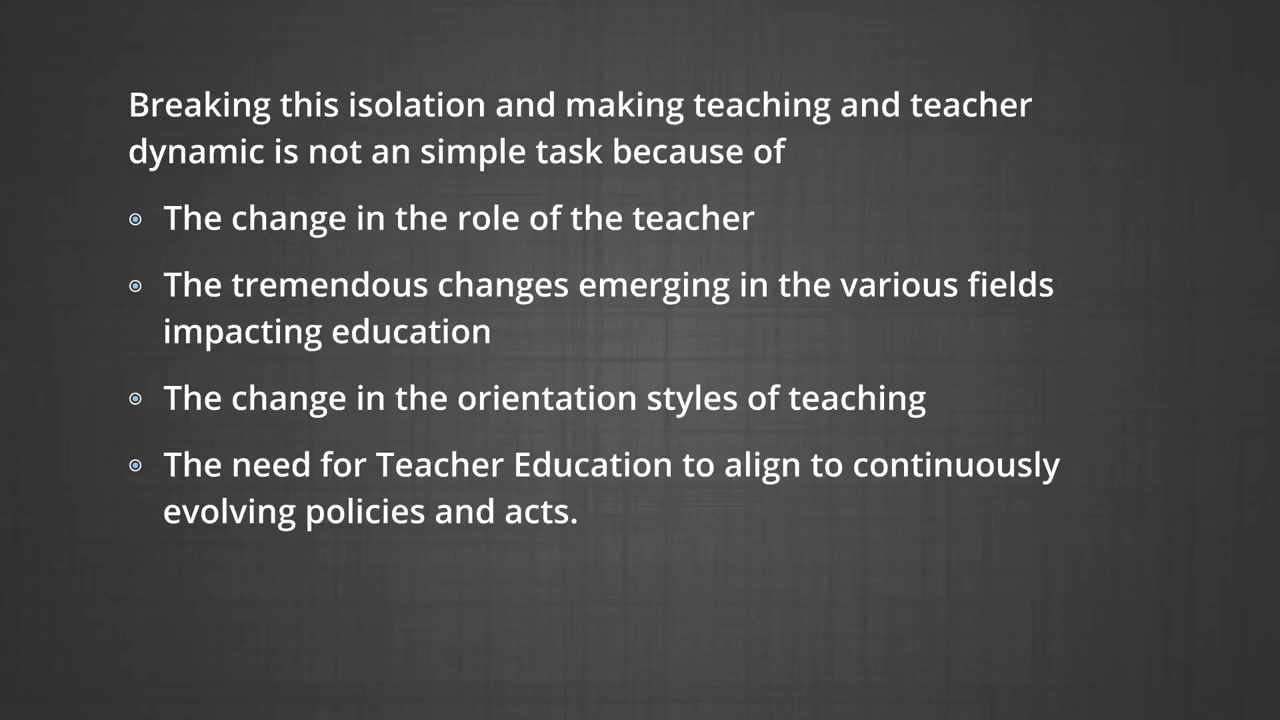 Breaking this isolation and making teaching and teacher
dynamic is not an simple task because of
The change in the role of the teacher
The tremendous changes emerging in the various fields
impacting education
The change in the orientation styles of teaching
The need for Teacher Education to align to continuously
evolving policies and acts.